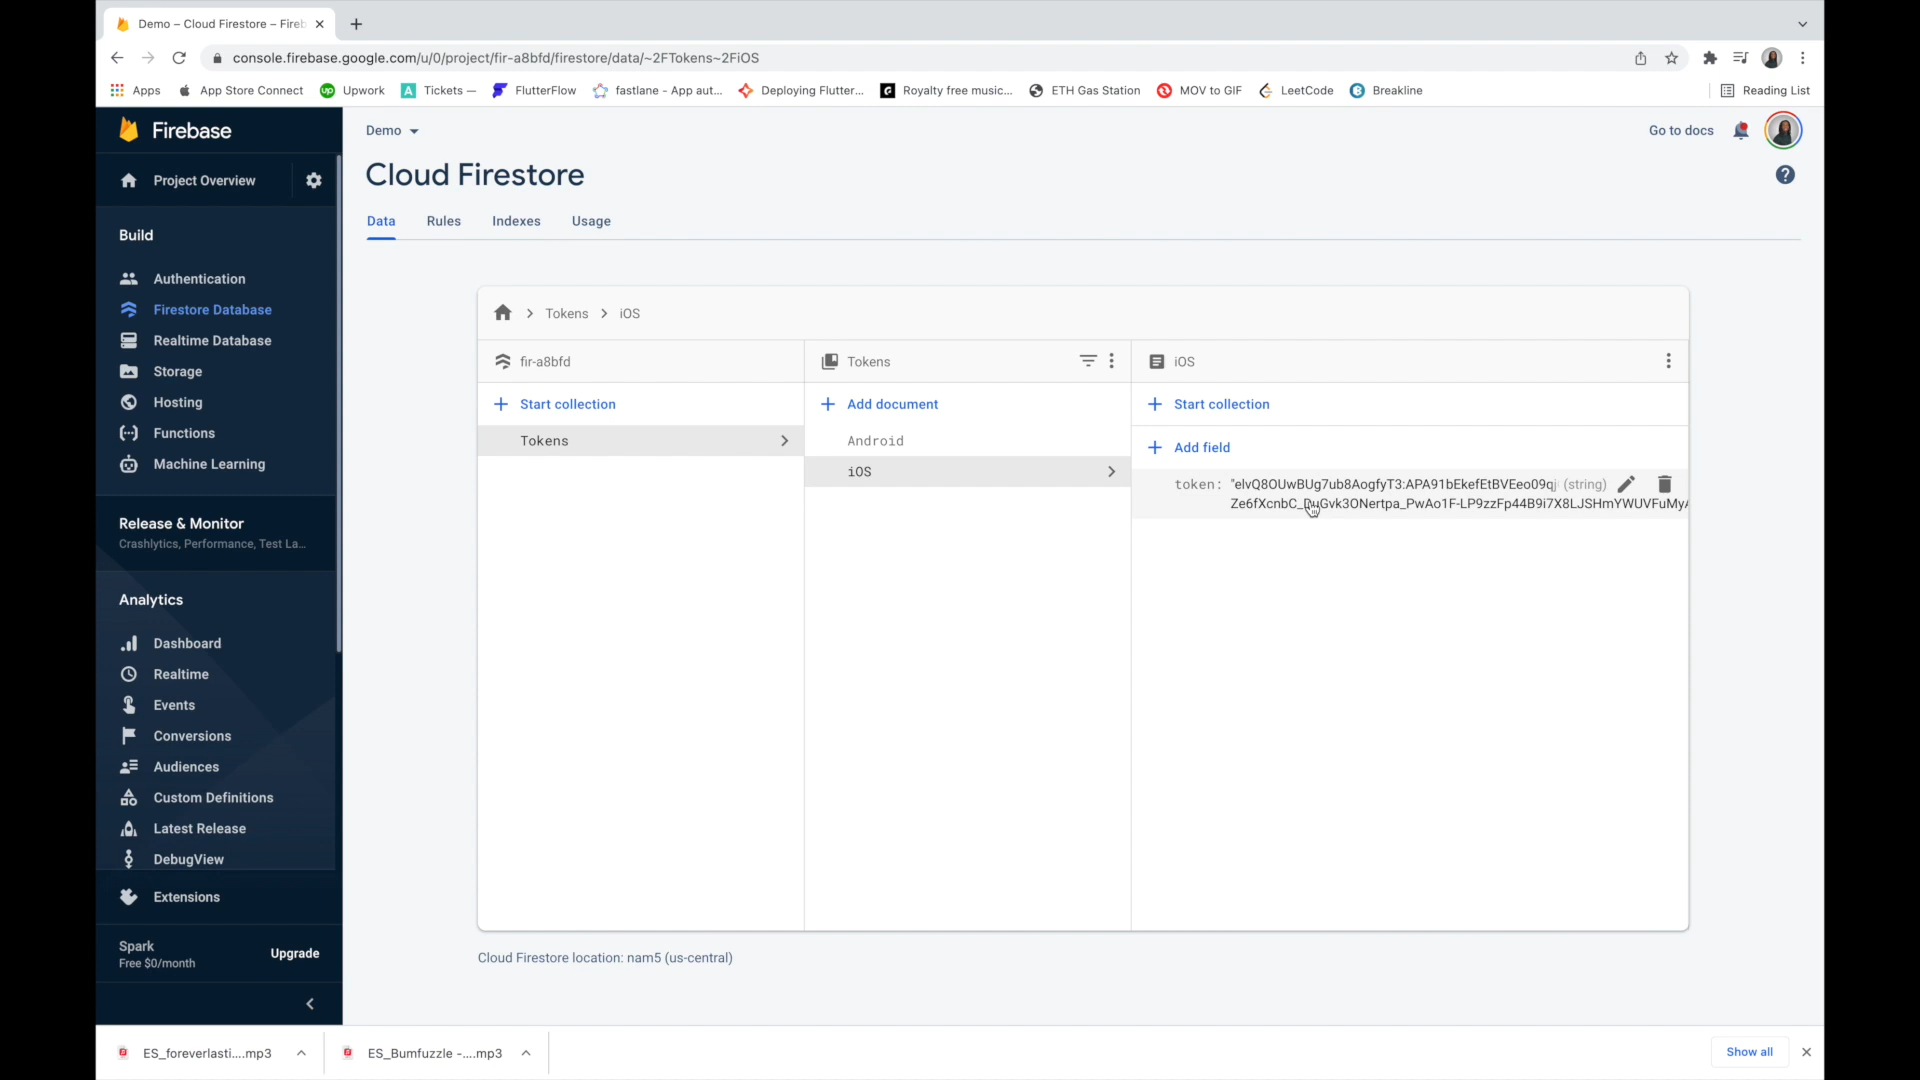 Demo – Cloud Firestore – Fireb
console.firebase.google.com/u/0/project/fir-a8bfd/firestore/data/~2FTokens~2FiOS
Apps
App Store Connect
Upwork
Tickets —
FlutterFlow
fastlane - App aut...
Deploying Flutter...
Royalty free music...
ETH Gas Station
MOV to GIF
LeetCode
Breakline
Reading List
Firebase
Demo
Go to docs
Cloud Firestore
Project Overview
Data
Rules
Indexes
Usage
Build
Authentication
Firestore Database
Realtime Database
Storage
Hosting
Functions
Machine Learning
Release & Monitor
Crashlytics, Performance, Test La...
Analytics
Dashboard
Realtime
Events
Conversions
Audiences
Custom Definitions
Latest Release
DebugView
Extensions
Spark
Free $0/month
Upgrade
Tokens
iOS
fir-a8bfd
Start collection
Tokens
Tokens
Add document
Android
iOS
iOS
Start collection
Add field
token: "elvQ8OUwBUg7ub8AogfyT3:APA91bEkefEtBVEeo09qj (string)
Cloud Firestore location: nam5 (us-central)
ES_foreverlasti....mp3
ES_Bumfuzzle -....mp3
Show all